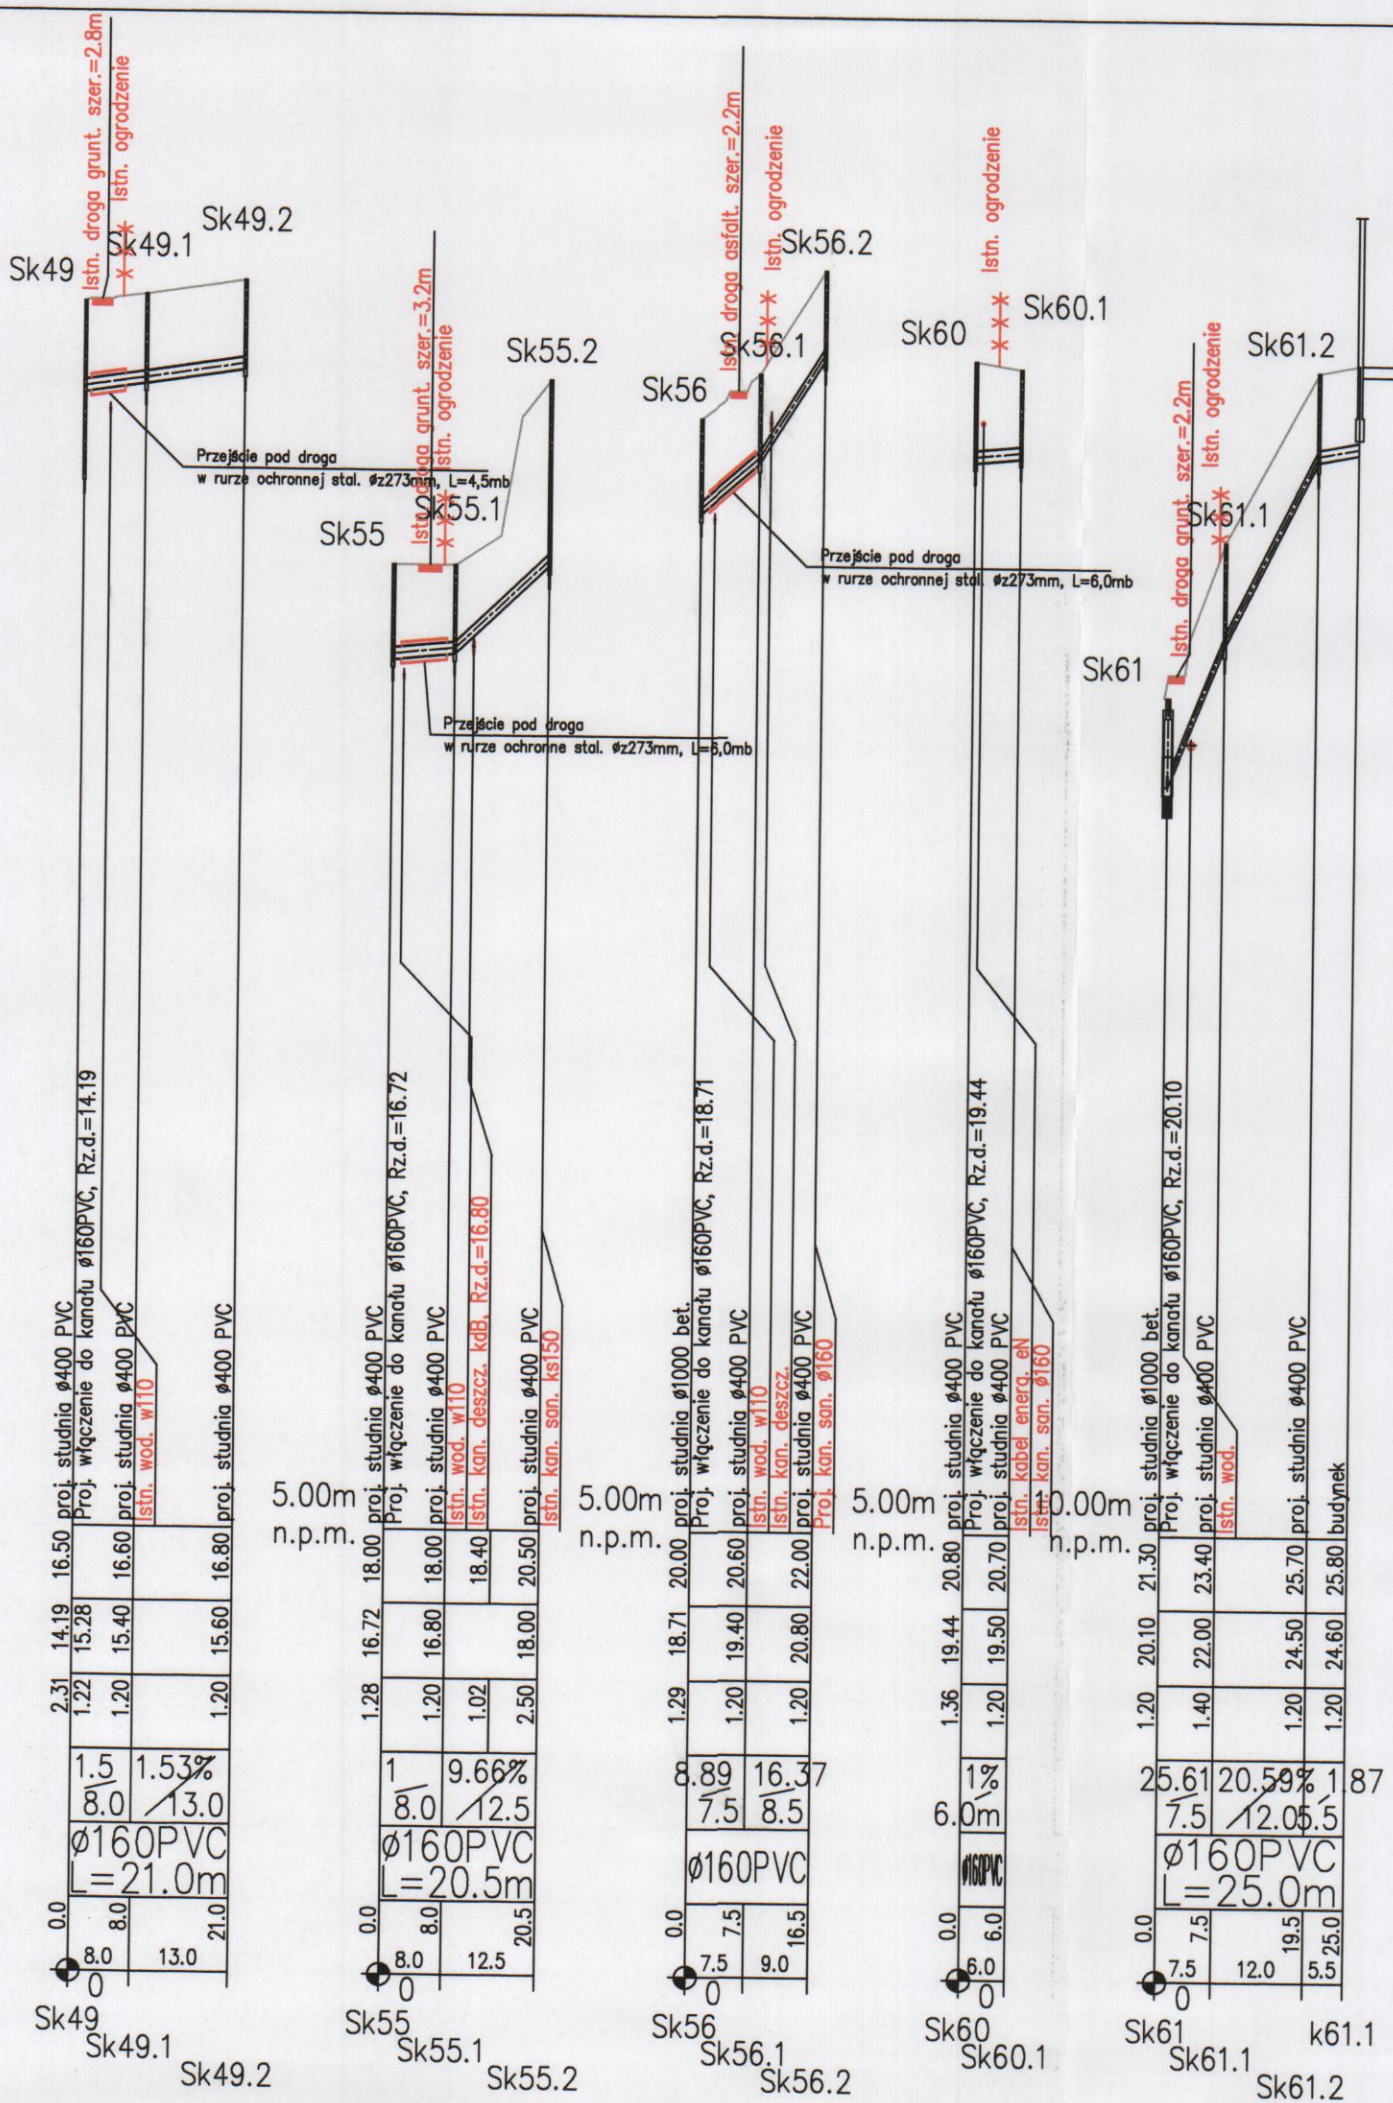 Istn. droga grunt. szer.=2.8m
Istn. ogrodzenie
Sk49
Sk49.1
Sk49.2
Przejście pod droga
w rurze ochronnej stal. øz273mm, L=4,5mb
Istn. droga grunt. szer.=3.2m
Istn. ogrodzenie
Sk55
Sk55.1
Sk55.2
Przejście pod droga
w rurze ochronne stal. øz273mm, L=6,0mb
Istn. droga asfalt. szer.=2.2m
Istn. ogrodzenie
Sk56
Sk56.1
Sk56.2
Przejście pod droga
w rurze ochronnej stal. øz273mm, L=6,0mb
Istn. ogrodzenie
Sk60
Sk60.1
Istn. droga grunt. szer.=2.2m
Istn. ogrodzenie
Sk61
Sk61.1
Sk61.2
proj. studnia ø400 PVC
Proj. włączenie do kanału ø160PVC, Rz.d.=14.19
proj. studnia ø400 PVC
Istn. wod. w110
proj. studnia ø400 PVC
16.50
16.60
16.80
14.19
15.28
15.40
15.60
2.31
1.22
1.20
1.20
1.5
8.0
1.53%
13.0
ø160PVC
L=21.0m
0.0
8.0
21.0
8.0
13.0
0
Sk49
Sk49.1
Sk49.2
5.00m
n.p.m.
proj. studnia ø400 PVC
Proj. włączenie do kanału ø160PVC, Rz.d.=16.72
proj. studnia ø400 PVC
Istn. wod. w110
Istn. kan. deszcz. kdB, Rz.d.=16.80
proj. studnia ø400 PVC
Istn. kan. san. ks150
18.00
18.00
18.40
20.50
16.72
16.80
18.00
1.28
1.20
1.02
2.50
1
8.0
9.66%
12.5
ø160PVC
L=20.5m
0.0
8.0
20.5
8.0
12.5
0
Sk55
Sk55.1
Sk55.2
5.00m
n.p.m.
proj. studnia ø1000 bet.
Proj. włączenie do kanału ø160PVC, Rz.d.=18.71
proj. studnia ø400 PVC
Istn. wod. w110
Istn. kan. deszcz.
proj. studnia ø400 PVC
Proj. kan. san. ø160
20.00
20.60
22.00
18.71
19.40
20.80
1.29
1.20
1.20
8.89
7.5
16.37
8.5
ø160PVC
0.0
7.5
16.5
7.5
9.0
0
Sk56
Sk56.1
Sk56.2
5.00m
n.p.m.
proj. studnia ø400 PVC
Proj. włączenie do kanału ø160PVC, Rz.d.=19.44
proj. studnia ø400 PVC
Istn. kabel energ. eN
Istn. kan. san. ø160
20.80
20.70
19.44
19.50
1.36
1.20
1%
6.0m
ø160PVC
0.0
6.0
6.0
0
Sk60
Sk60.1
10.00m
n.p.m.
proj. studnia ø1000 bet.
Proj. włączenie do kanału ø160PVC, Rz.d.=20.10
proj. studnia ø400 PVC
Istn. wod.
proj. studnia ø400 PVC
budynek
21.30
23.40
25.70
25.80
20.10
22.00
24.50
24.60
1.20
1.40
1.20
1.20
25.61
7.5
20.59%
12.0
1.87
5.5
ø160PVC
L=25.0m
0.0
7.5
19.5
25.0
7.5
12.0
5.5
0
Sk61
Sk61.1
Sk61.2
k61.1